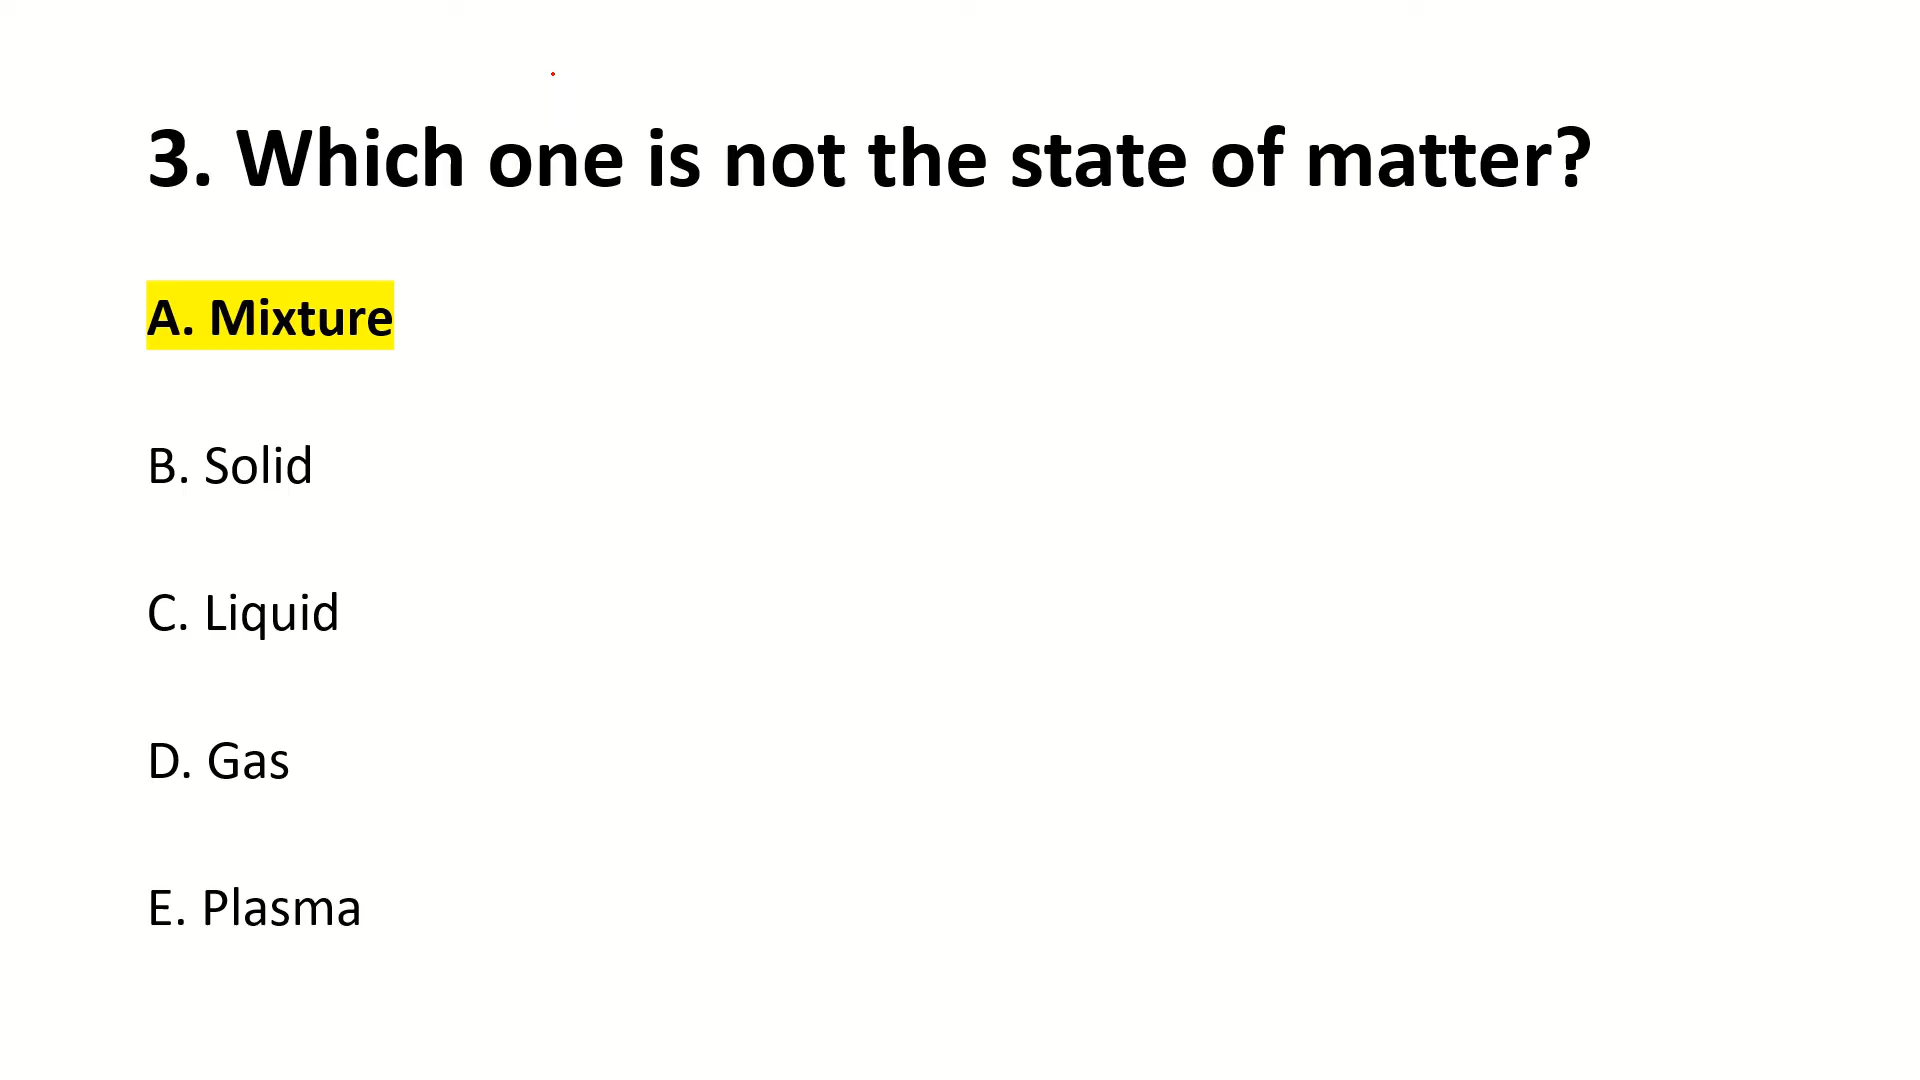 3. Which one is not the state of matter?
A. Mixture
B. Solid
C. Liquid
D. Gas
E. Plasma